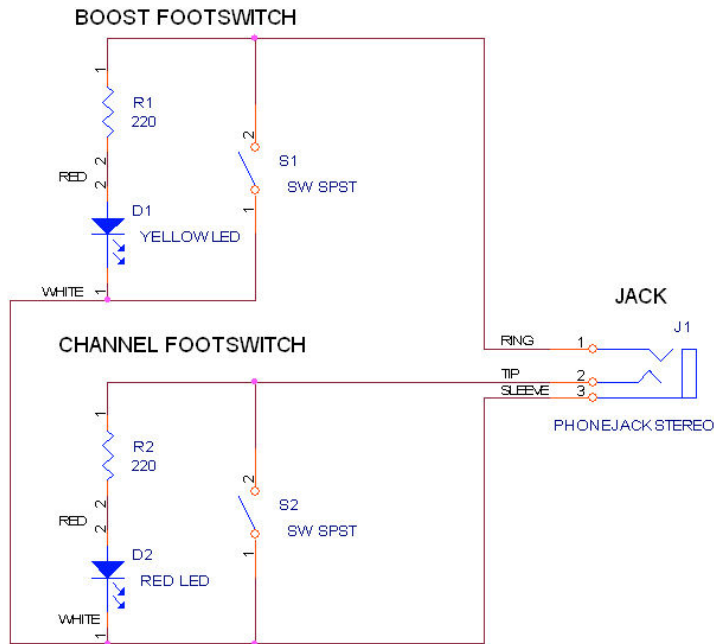 BOOST FOOTSWITCH
1
R1
220
2
2
RED
D1
YELLOW LED
1
WHITE
2
S1
SW SPST
1
JACK
J1
RING 1
TIP 2
SLEEVE 3
PHONEJACK STEREO
CHANNEL FOOTSWITCH
1
R2
220
2
2
RED
D2
RED LED
WHITE
1
2
S2
SW SPST
1